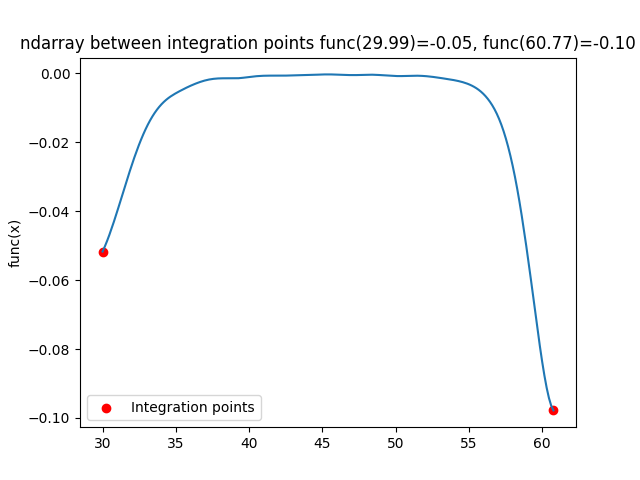 ndarray between integration points func(29.99)=-0.05, func(60.77)=-0.10
0.00
−0.02
−0.04
−0.06
−0.08
−0.10
func(x)
Integration points
30 35 40 45 50 55 60